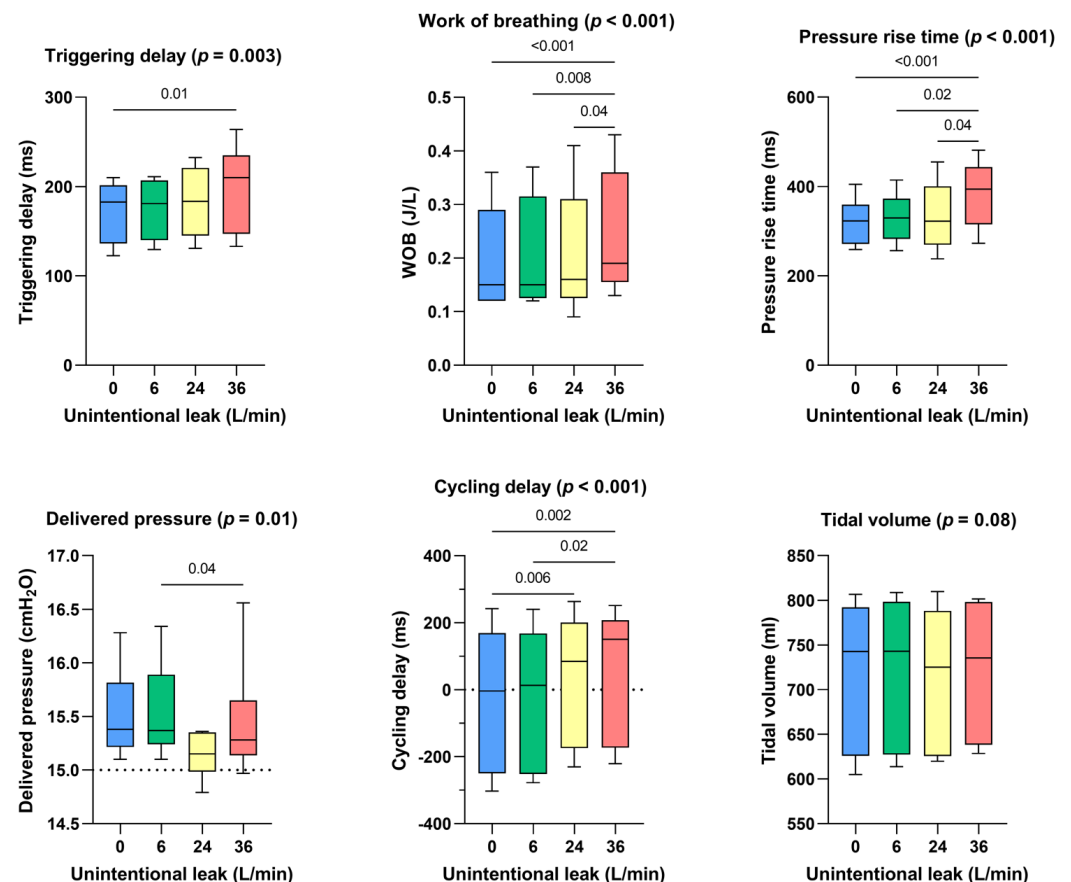 Triggering delay (p = 0.003)
0.01
300
200
100
0
Triggering delay (ms)
0 6 24 36
Unintentional leak (L/min)
Work of breathing (p < 0.001)
<0.001
0.008
0.04
0.5
0.4
0.3
0.2
0.1
0.0
WOB (J/L)
0 6 24 36
Unintentional leak (L/min)
Pressure rise time (p < 0.001)
<0.001
0.02
0.04
600
400
200
0
Pressure rise time (ms)
0 6 24 36
Unintentional leak (L/min)
Delivered pressure (p = 0.01)
0.04
17.0
16.5
16.0
15.5
15.0
14.5
Delivered pressure (cmH₂O)
0 6 24 36
Unintentional leak (L/min)
Cycling delay (p < 0.001)
0.002
0.02
0.006
400
200
0
-200
-400
Cycling delay (ms)
0 6 24 36
Unintentional leak (L/min)
Tidal volume (p = 0.08)
850
800
750
700
650
600
550
Tidal volume (ml)
0 6 24 36
Unintentional leak (L/min)